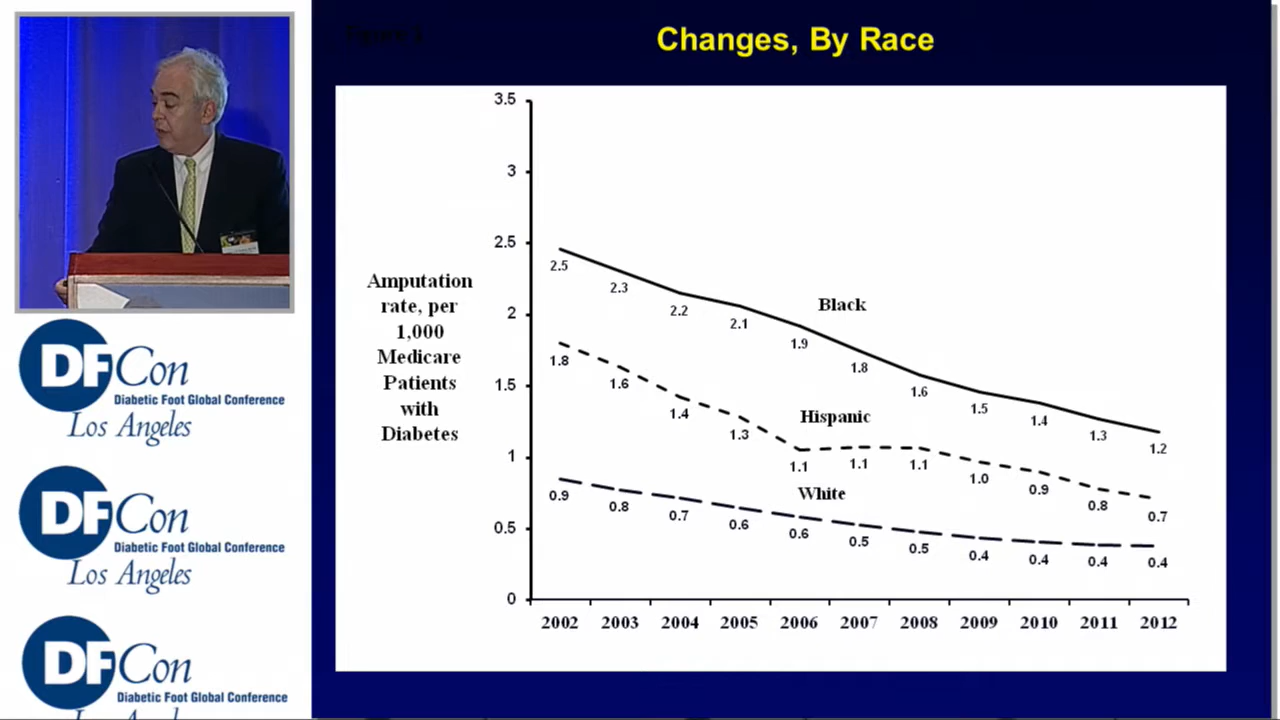 Changes, By Race
3.5
3
2.5
2
1.5
1
0.5
0
Amputation
rate, per
1,000
Medicare
Patients
with
Diabetes
Black
2.5 2.3 2.2 2.1 1.9 1.8 1.6 1.5 1.4 1.3 1.2
Hispanic
1.8 1.6 1.4 1.3 1.1 1.1 1.1 1.0 0.9 0.8 0.7
White
0.9 0.8 0.7 0.6 0.6 0.5 0.5 0.4 0.4 0.4 0.4
2002 2003 2004 2005 2006 2007 2008 2009 2010 2011 2012
DFCon
Diabetic Foot Global Conference
Los Angeles
DFCon
Diabetic Foot Global Conference
Los Angeles
DFCon
Diabetic Foot Global Conference